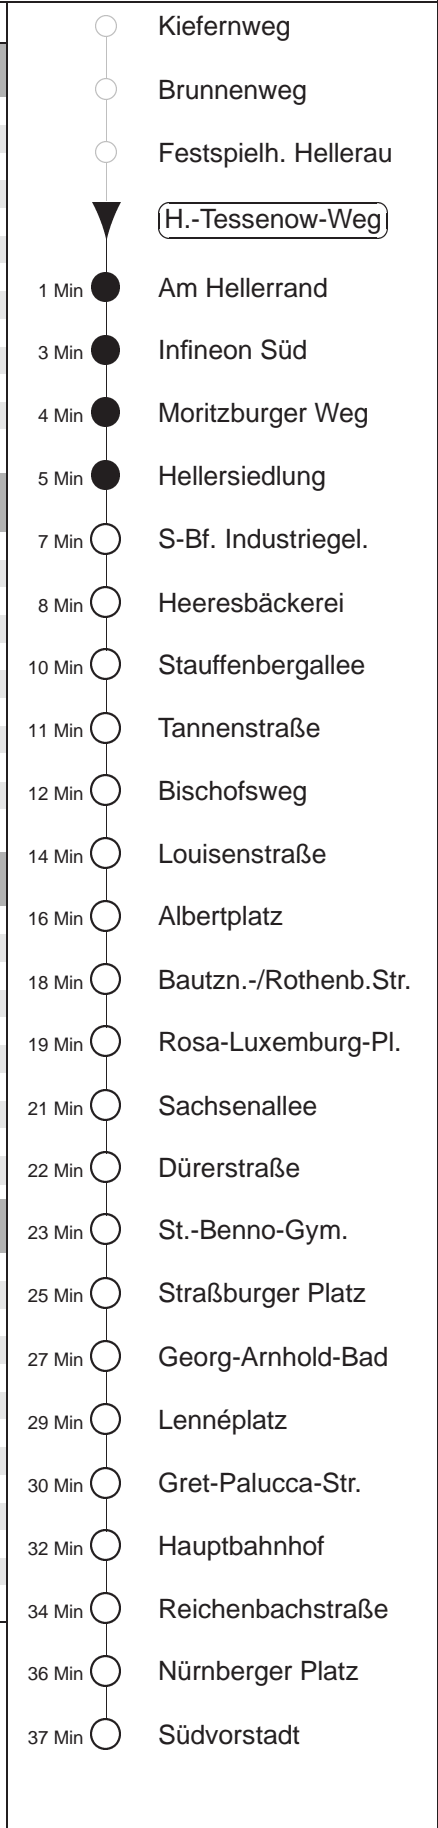 Kiefernweg
Brunnenweg
Festspielh. Hellerau
H.-Tessenow-Weg
1 Min Am Hellerrand
3 Min Infineon Süd
4 Min Moritzburger Weg
5 Min Hellersiedlung
7 Min S-Bf. Industriegel.
8 Min Heeresbäckerei
10 Min Stauffenbergallee
11 Min Tannenstraße
12 Min Bischofsweg
14 Min Louisenstraße
16 Min Albertplatz
18 Min Bautzn.-/Rothenb.Str.
19 Min Rosa-Luxemburg-Pl.
21 Min Sachsenallee
22 Min Dürerstraße
23 Min St.-Benno-Gym.
25 Min Straßburger Platz
27 Min Georg-Arnhold-Bad
29 Min Lennéplatz
30 Min Gret-Palucca-Str.
32 Min Hauptbahnhof
34 Min Reichenbachstraße
36 Min Nürnberger Platz
37 Min Südvorstadt